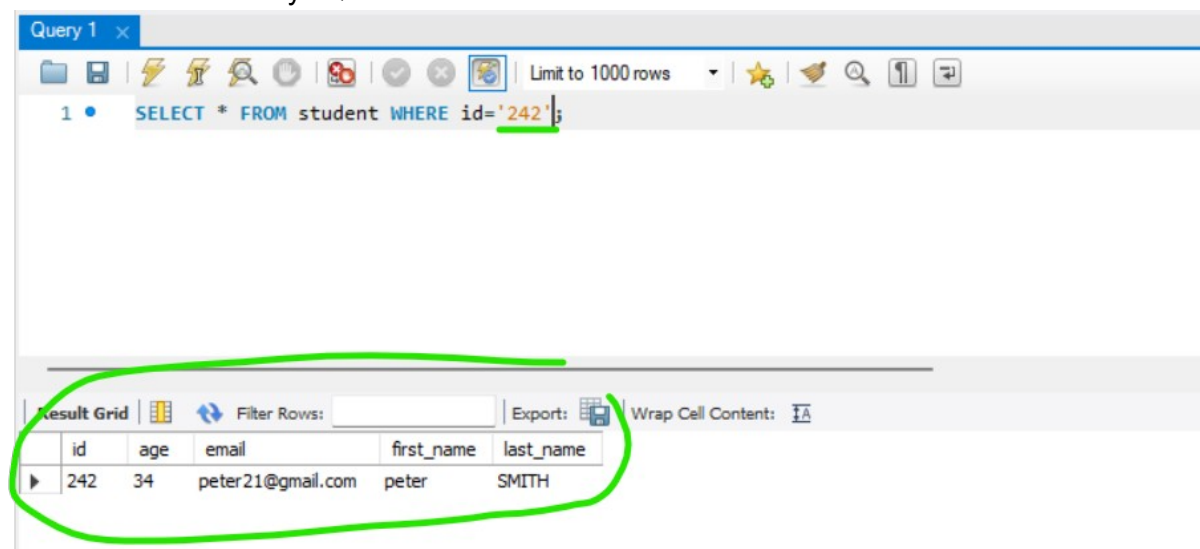 Query 1
Limit to 1000 rows
1 SELECT * FROM student WHERE id='242';
Result Grid Filter Rows: Export: Wrap Cell Content: IA
id age email first_name last_name
242 34 peter21@gmail.com peter SMITH